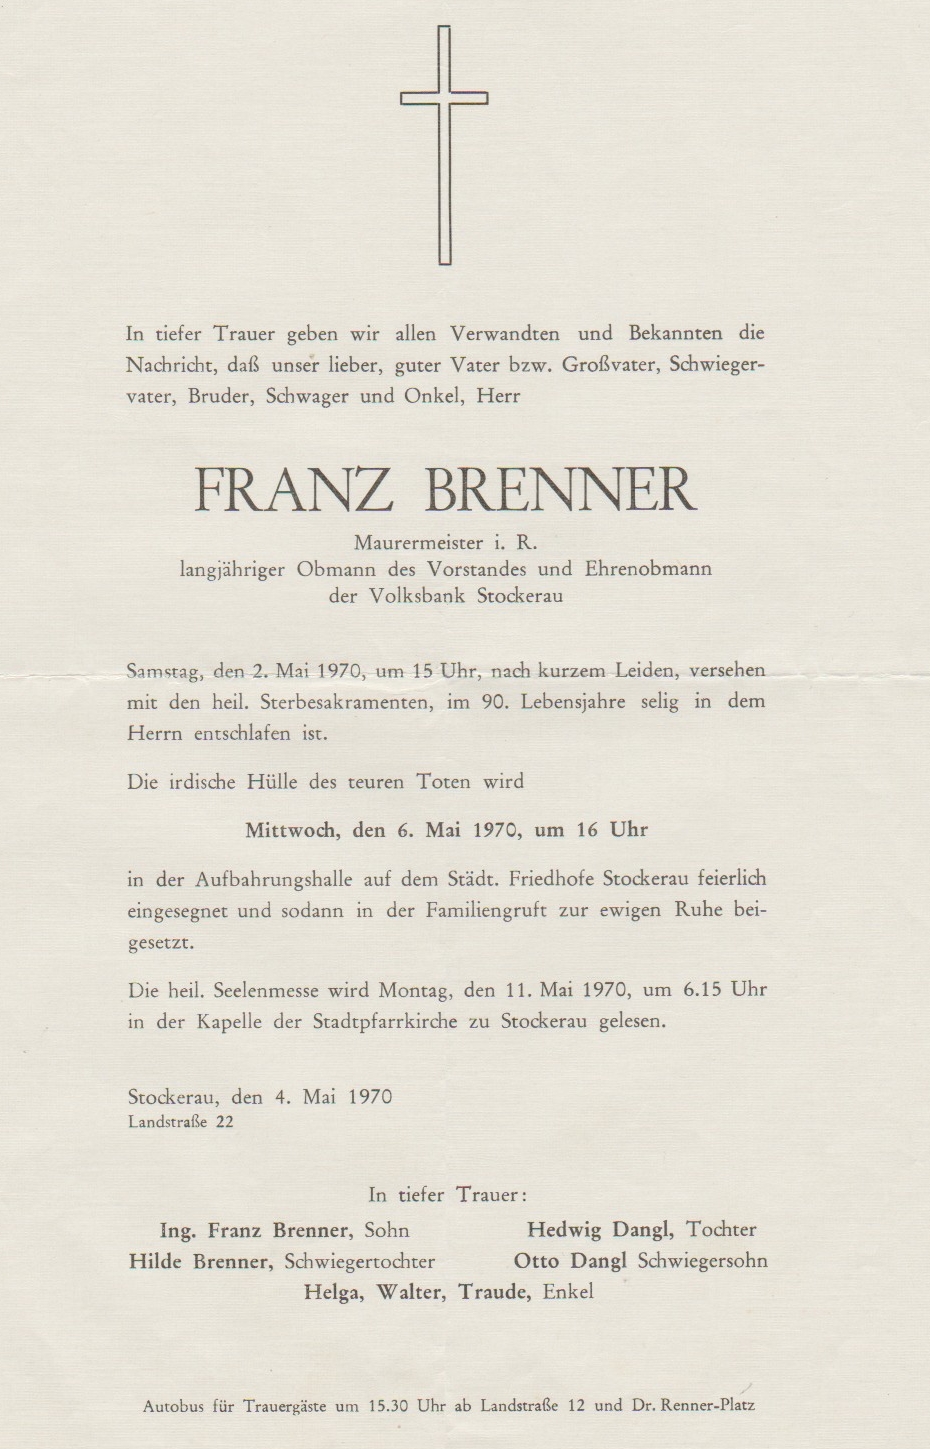 In tiefer Trauer geben wir allen Verwandten und Bekannten die
Nachricht, daß unser lieber, guter Vater bzw. Großvater, Schwieger-
vater, Bruder, Schwager und Onkel, Herr
FRANZ BRENNER
Maurermeister i. R.
langjähriger Obmann des Vorstandes und Ehrenobmann
der Volksbank Stockerau
Samstag, den 2. Mai 1970, um 15 Uhr, nach kurzem Leiden, versehen
mit den heil. Sterbesakramenten, im 90. Lebensjahre selig in dem
Herrn entschlafen ist.
Die irdische Hülle des teuren Toten wird
Mittwoch, den 6. Mai 1970, um 16 Uhr
in der Aufbahrungshalle auf dem Städt. Friedhofe Stockerau feierlich
eingesegnet und sodann in der Familiengruft zur ewigen Ruhe bei-
gesetzt.
Die heil. Seelenmesse wird Montag, den 11. Mai 1970, um 6.15 Uhr
in der Kapelle der Stadtpfarrkirche zu Stockerau gelesen.
Stockerau, den 4. Mai 1970
Landstraße 22
In tiefer Trauer:
Ing. Franz Brenner, Sohn Hedwig Dangl, Tochter
Hilde Brenner, Schwiegertochter Otto Dangl Schwiegersohn
Helga, Walter, Traude, Enkel
Autobus für Trauergäste um 15.30 Uhr ab Landstraße 12 und Dr. Renner-Platz